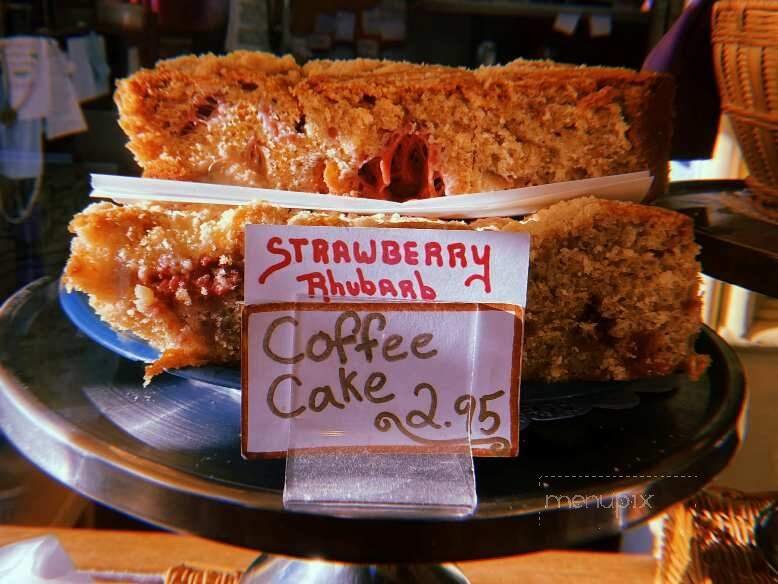 STRAWBERRY
Rhubarb
Coffee
Cake 2.95
menupix